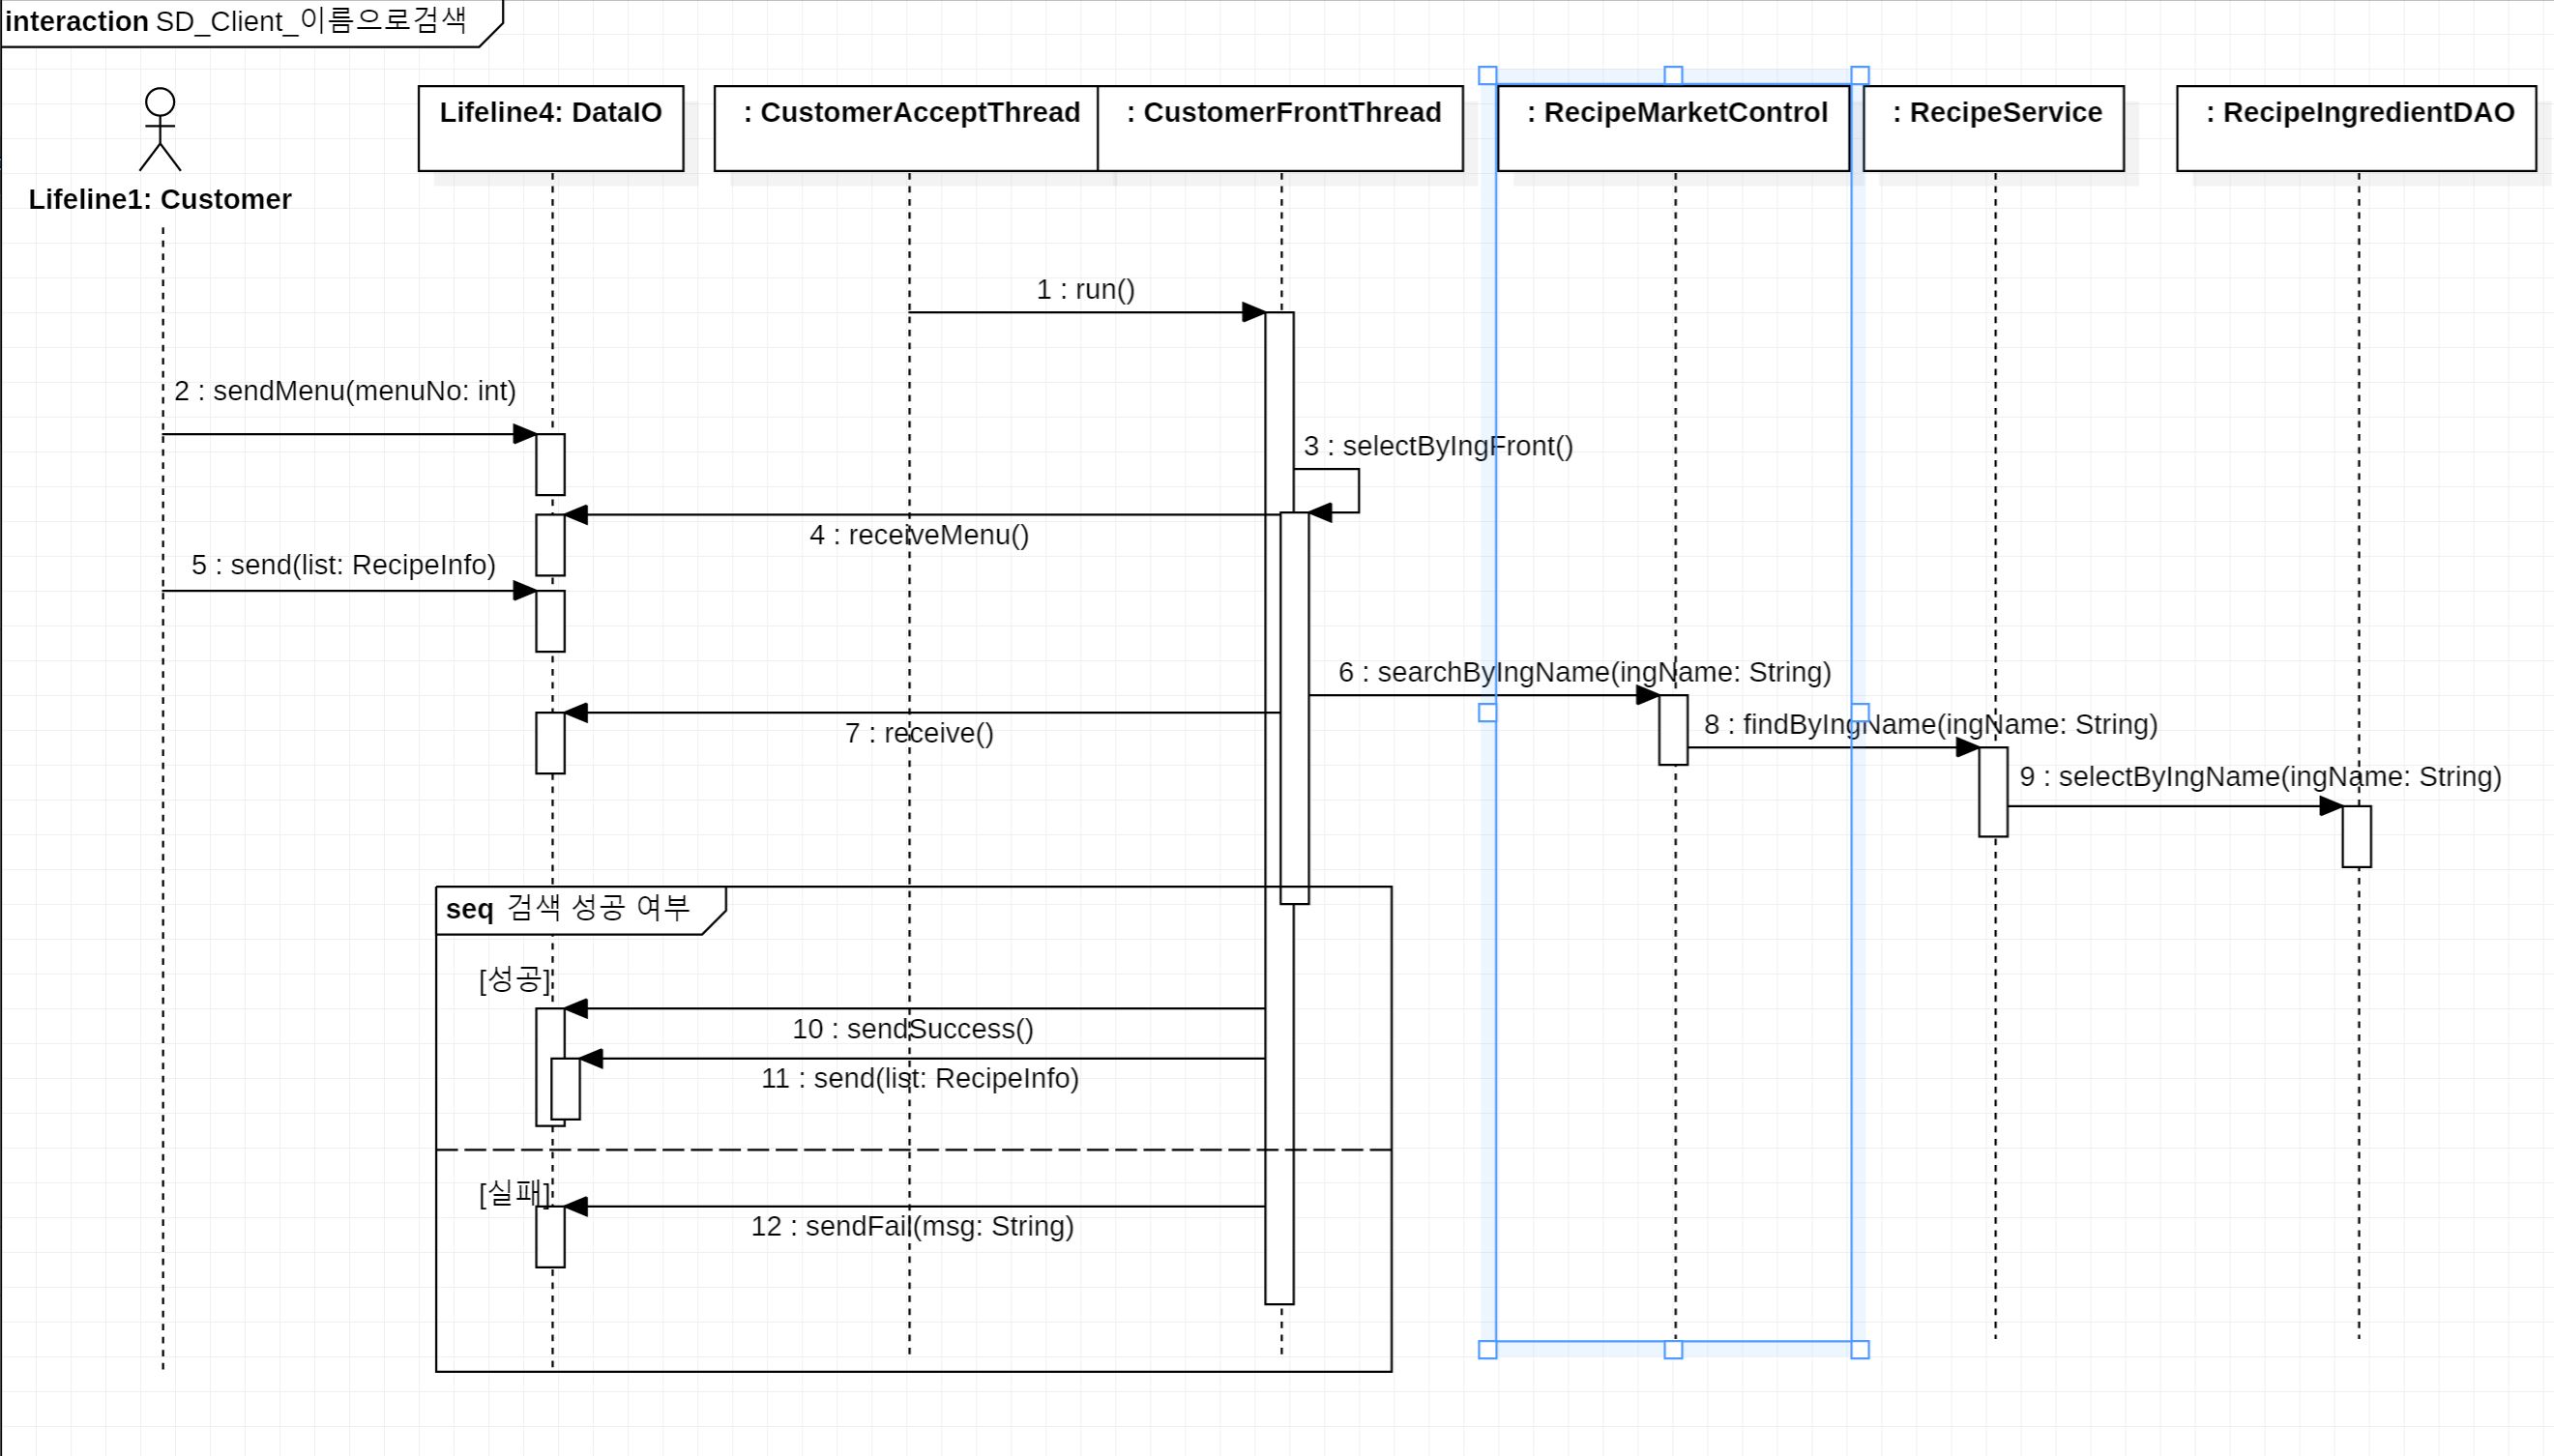 interaction SD_Client_이름으로검색
Lifeline1: Customer
Lifeline4: DataIO
: CustomerAcceptThread
: CustomerFrontThread
: RecipeMarketControl
: RecipeService
: RecipeIngredientDAO
1 : run()
2 : sendMenu(menuNo: int)
3 : selectByIngFront()
4 : receiveMenu()
5 : send(list: RecipeInfo)
6 : searchByIngName(ingName: String)
7 : receive()
8 : findByIngName(ingName: String)
9 : selectByIngName(ingName: String)
seq 검색 성공 여부
[성공]
10 : sendSuccess()
11 : send(list: RecipeInfo)
[실패]
12 : sendFail(msg: String)